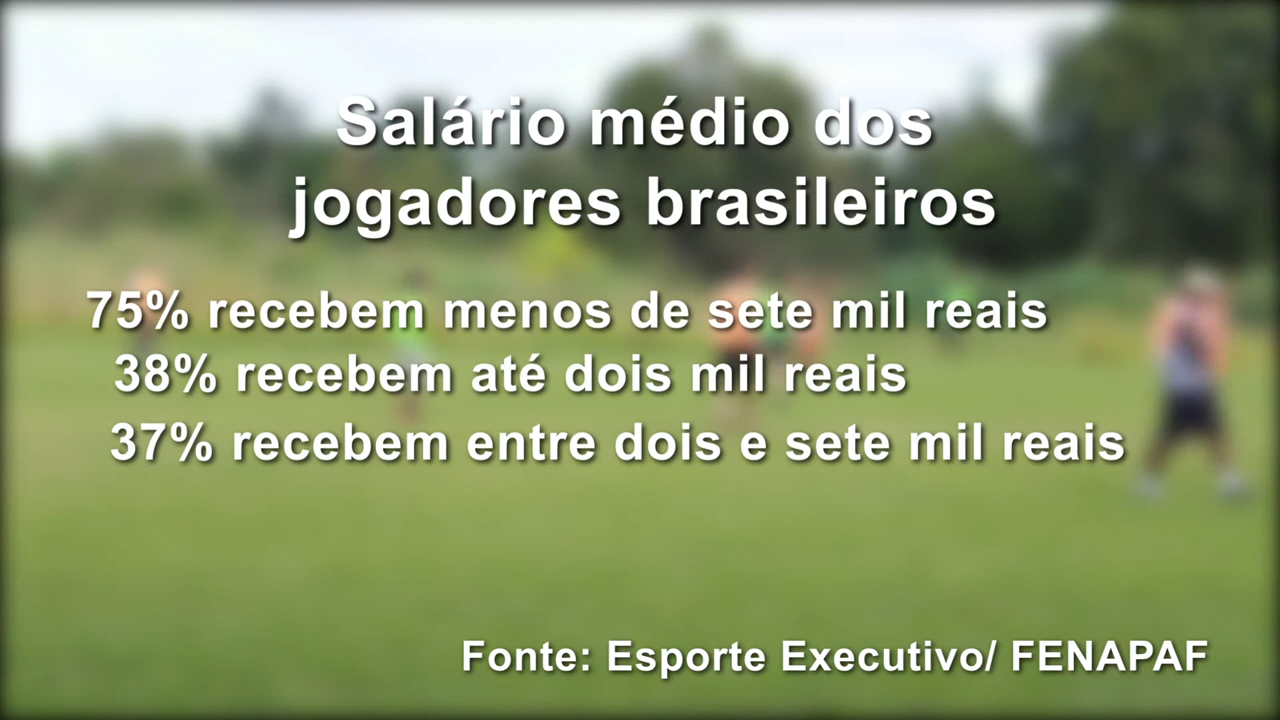 Salário médio dos
jogadores brasileiros
75% recebem menos de sete mil reais
38% recebem até dois mil reais
37% recebem entre dois e sete mil reais
Fonte: Esporte Executivo/ FENAPAF